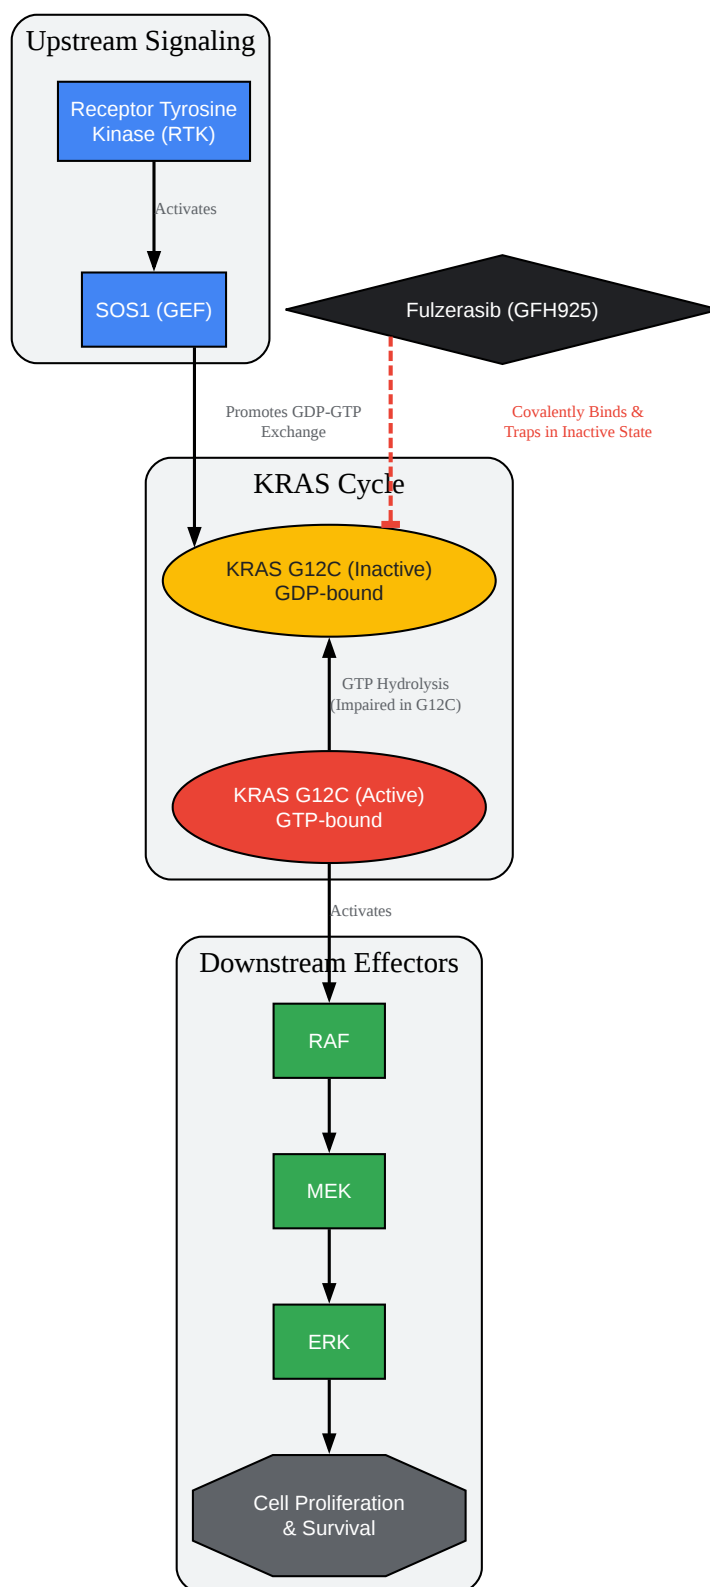 Upstream Signaling
Receptor Tyrosine
Kinase (RTK)
Activates
SOS1 (GEF)
Fulzerasib (GFH925)
Promotes GDP-GTP
Exchange
Covalently Binds &
Traps in Inactive State
KRAS Cycle
KRAS G12C (Inactive)
GDP-bound
GTP Hydrolysis
(Impaired in G12C)
KRAS G12C (Active)
GTP-bound
Activates
Downstream Effectors
RAF
MEK
ERK
Cell Proliferation
& Survival